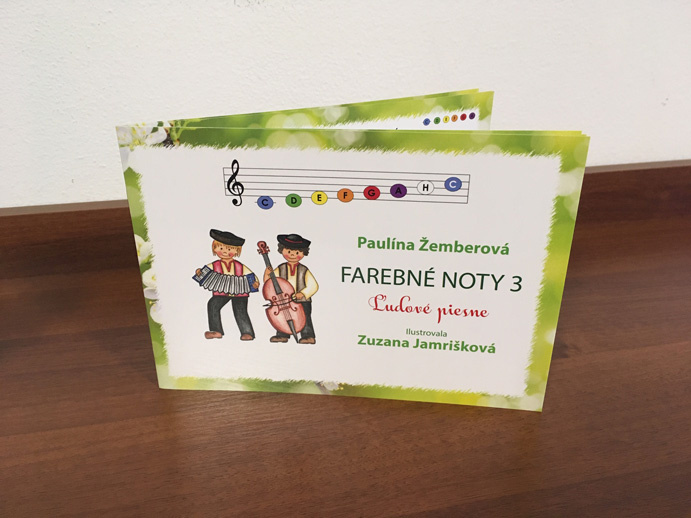 C D E F G A H C
Paulína Žemberová
FAREBNÉ NOTY 3
Ľudové piesne
Ilustrovala
Zuzana Jamrišková